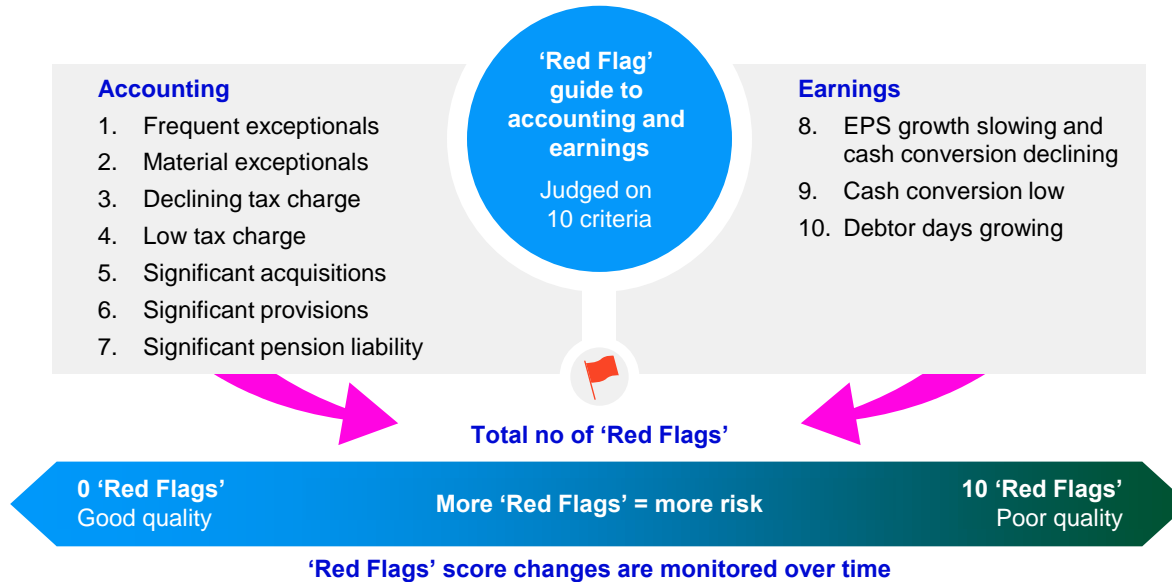 ‘Red Flag’
guide to
accounting and
earnings
Judged on
10 criteria
Accounting
1. Frequent exceptionals
2. Material exceptionals
3. Declining tax charge
4. Low tax charge
5. Significant acquisitions
6. Significant provisions
7. Significant pension liability
Earnings
8. EPS growth slowing and
cash conversion declining
9. Cash conversion low
10. Debtor days growing
Total no of ‘Red Flags’
0 ‘Red Flags’
Good quality
More ‘Red Flags’ = more risk
10 ‘Red Flags’
Poor quality
‘Red Flags’ score changes are monitored over time